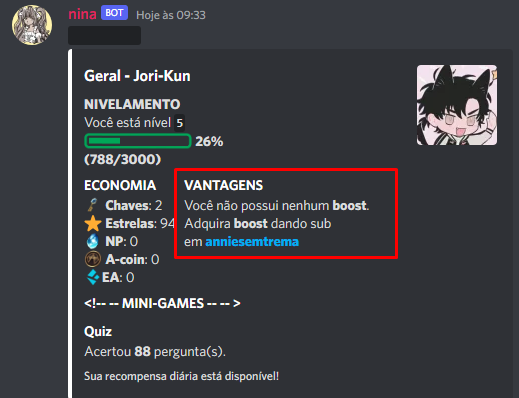 nina BOT Hoje às 09:33
Geral - Jori-Kun
NIVELAMENTO
Você está nível 5
26%
(788/3000)
ECONOMIA
Chaves: 2
Estrelas: 94
NP: 0
A-coin: 0
EA: 0
VANTAGENS
Você não possui nenhum boost.
Adquira boost dando sub
em anniesemtrema
<!-- -- MINI-GAMES -- -- >
Quiz
Acertou 88 pergunta(s).
Sua recompensa diária está disponível!